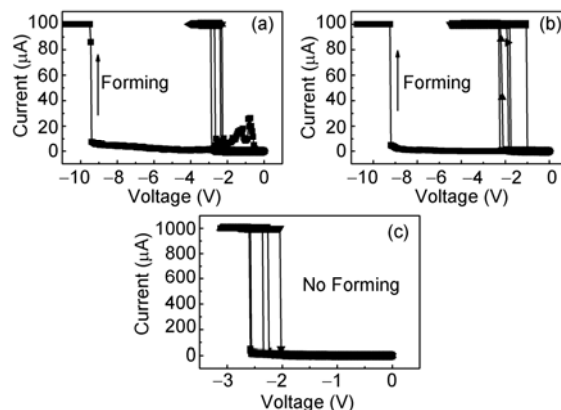 (a)
Current (μA)
100
80
60
40
20
0
Forming
−10 −8 −6 −4 −2 0
Voltage (V)
(b)
Current (μA)
100
80
60
40
20
0
Forming
−10 −8 −6 −4 −2 0
Voltage (V)
(c)
Current (μA)
1000
800
600
400
200
0
No Forming
−3 −2 −1 0
Voltage (V)